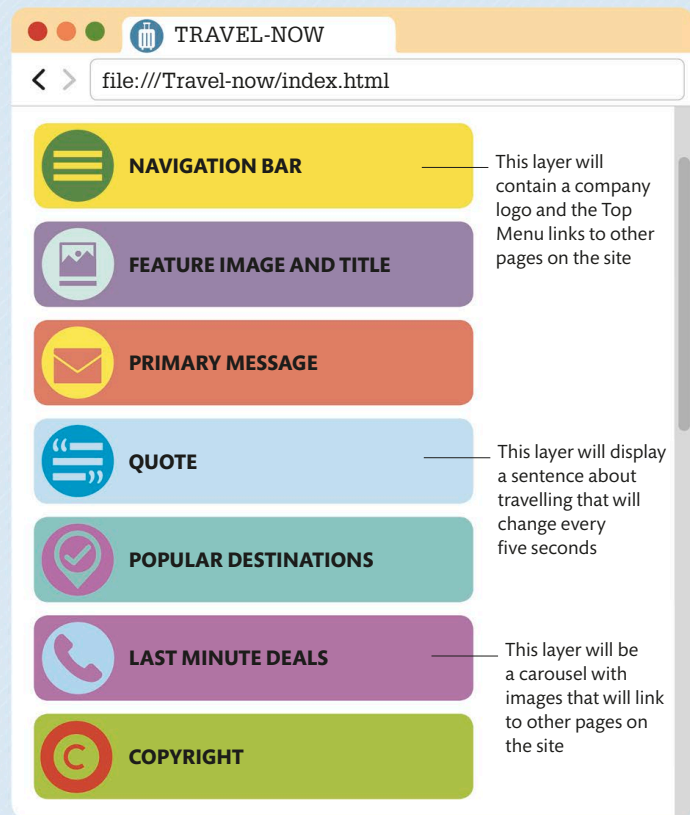 TRAVEL-NOW
file:///Travel-now/index.html
NAVIGATION BAR
This layer will
contain a company
logo and the Top
Menu links to other
pages on the site
FEATURE IMAGE AND TITLE
PRIMARY MESSAGE
QUOTE
This layer will display
a sentence about
travelling that will
change every
five seconds
POPULAR DESTINATIONS
LAST MINUTE DEALS
This layer will be
a carousel with
images that will link
to other pages on
the site
C
COPYRIGHT